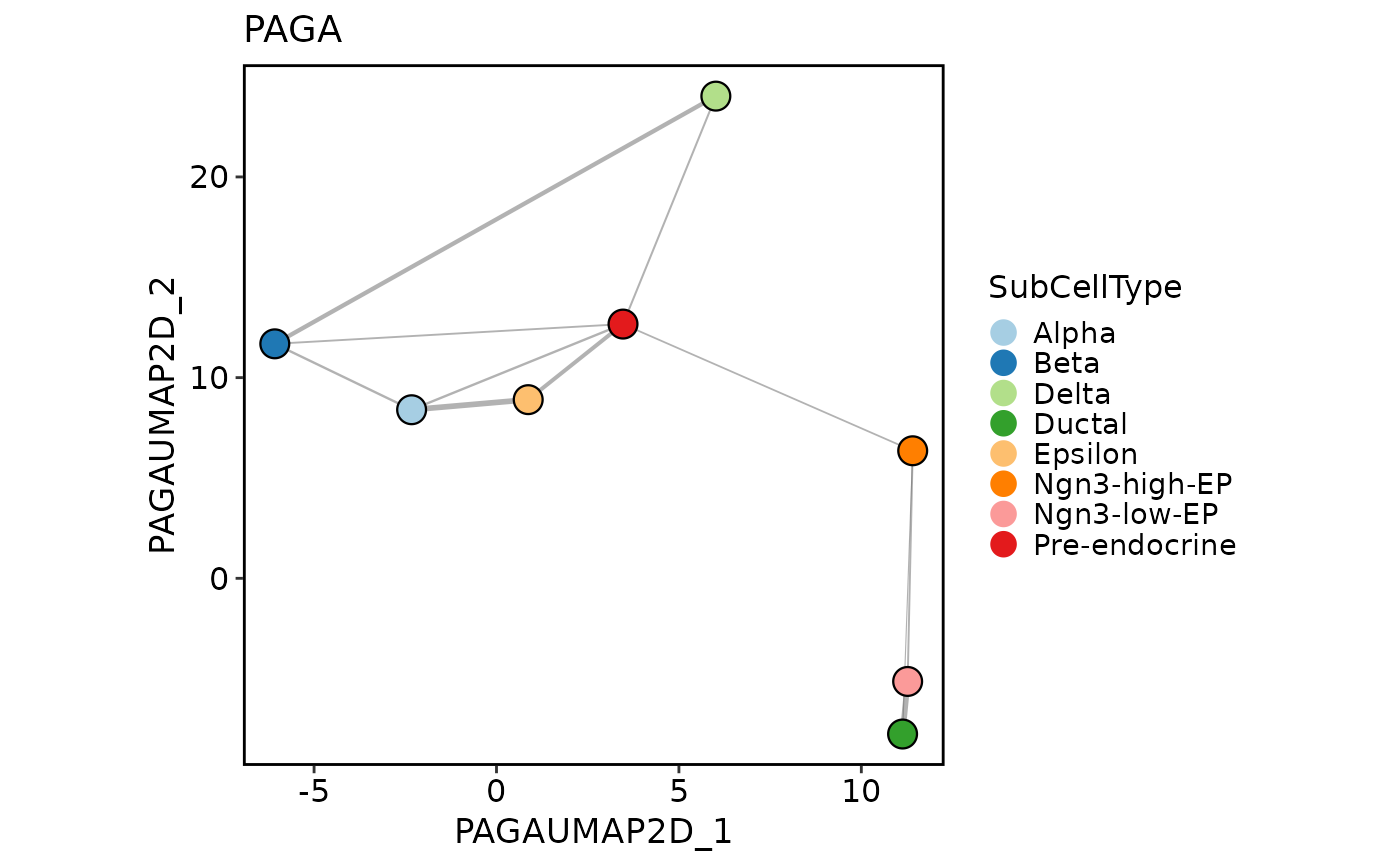 PAGA
20
10
0
PAGAUMAP2D_2
-5
0
5
10
PAGAUMAP2D_1
SubCellType
Alpha
Beta
Delta
Ductal
Epsilon
Ngn3-high-EP
Ngn3-low-EP
Pre-endocrine